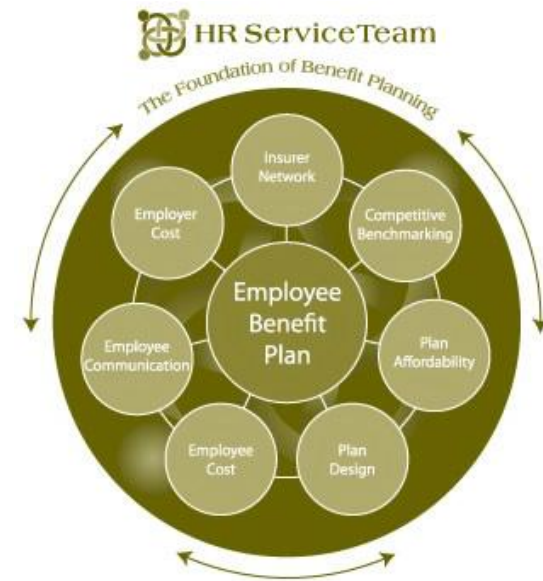 HR ServiceTeam
The Foundation of Benefit Planning
Insurer
Network
Employer
Cost
Competitive
Benchmarking
Employee
Benefit
Plan
Employee
Communication
Plan
Affordability
Employee
Cost
Plan
Design